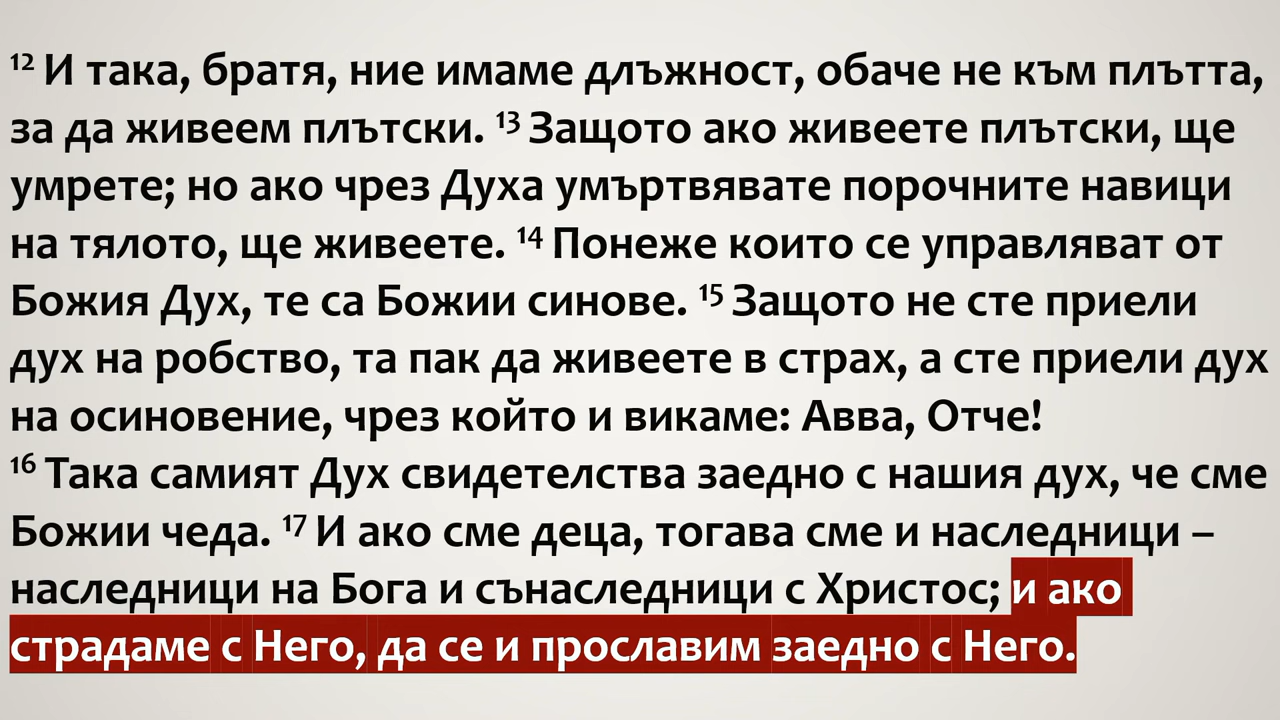 ¹² И така, братя, ние имаме длъжност, обаче не към плътта,
за да живеем плътски. ¹³ Защото ако живеете плътски, ще
умрете; но ако чрез Духа умъртвявате порочните навици
на тялото, ще живеете. ¹⁴ Понеже които се управляват от
Божия Дух, те са Божии синове. ¹⁵ Защото не сте приели
дух на робство, та пак да живеете в страх, а сте приели дух
на осиновение, чрез който и викаме: Авва, Отче!
¹⁶ Така самият Дух свидетелства заедно с нашия дух, че сме
Божии чеда. ¹⁷ И ако сме деца, тогава сме и наследници –
наследници на Бога и сънаследници с Христос; и ако
страдаме с Него, да се и прославим заедно с Него.